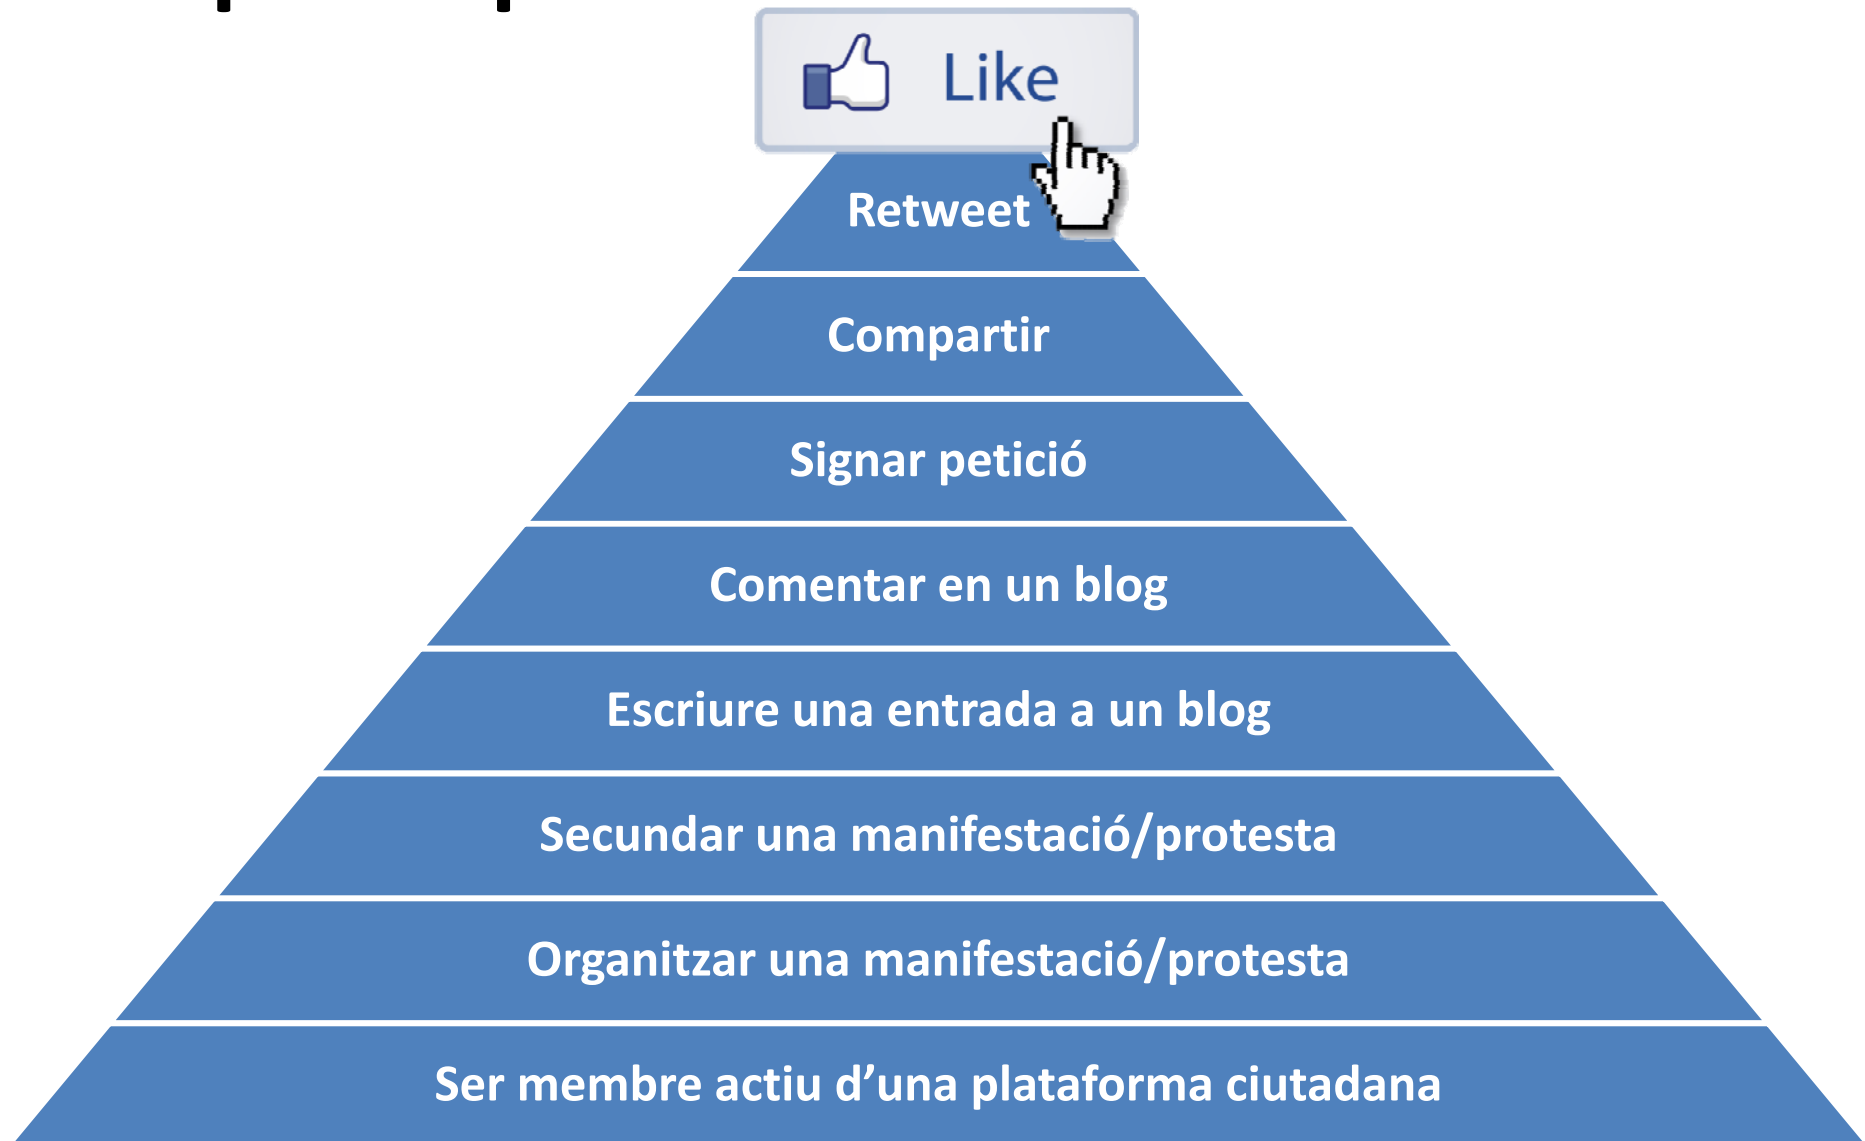 Like
Retweet
Compartir
Signar petició
Comentar en un blog
Escriure una entrada a un blog
Secundar una manifestació/protesta
Organitzar una manifestació/protesta
Ser membre actiu d’una plataforma ciutadana